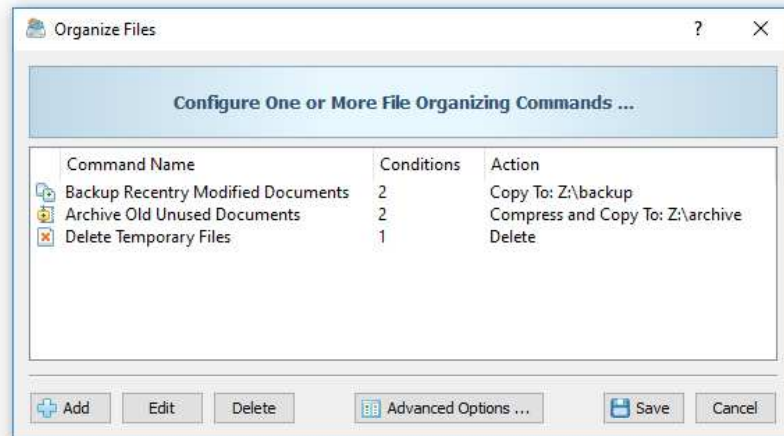 Organize Files
?
Configure One or More File Organizing Commands ...
Command Name Conditions Action
Backup Recentry Modified Documents 2 Copy To: Z:\backup
Archive Old Unused Documents 2 Compress and Copy To: Z:\archive
Delete Temporary Files 1 Delete
Add Edit Delete Advanced Options ... Save Cancel